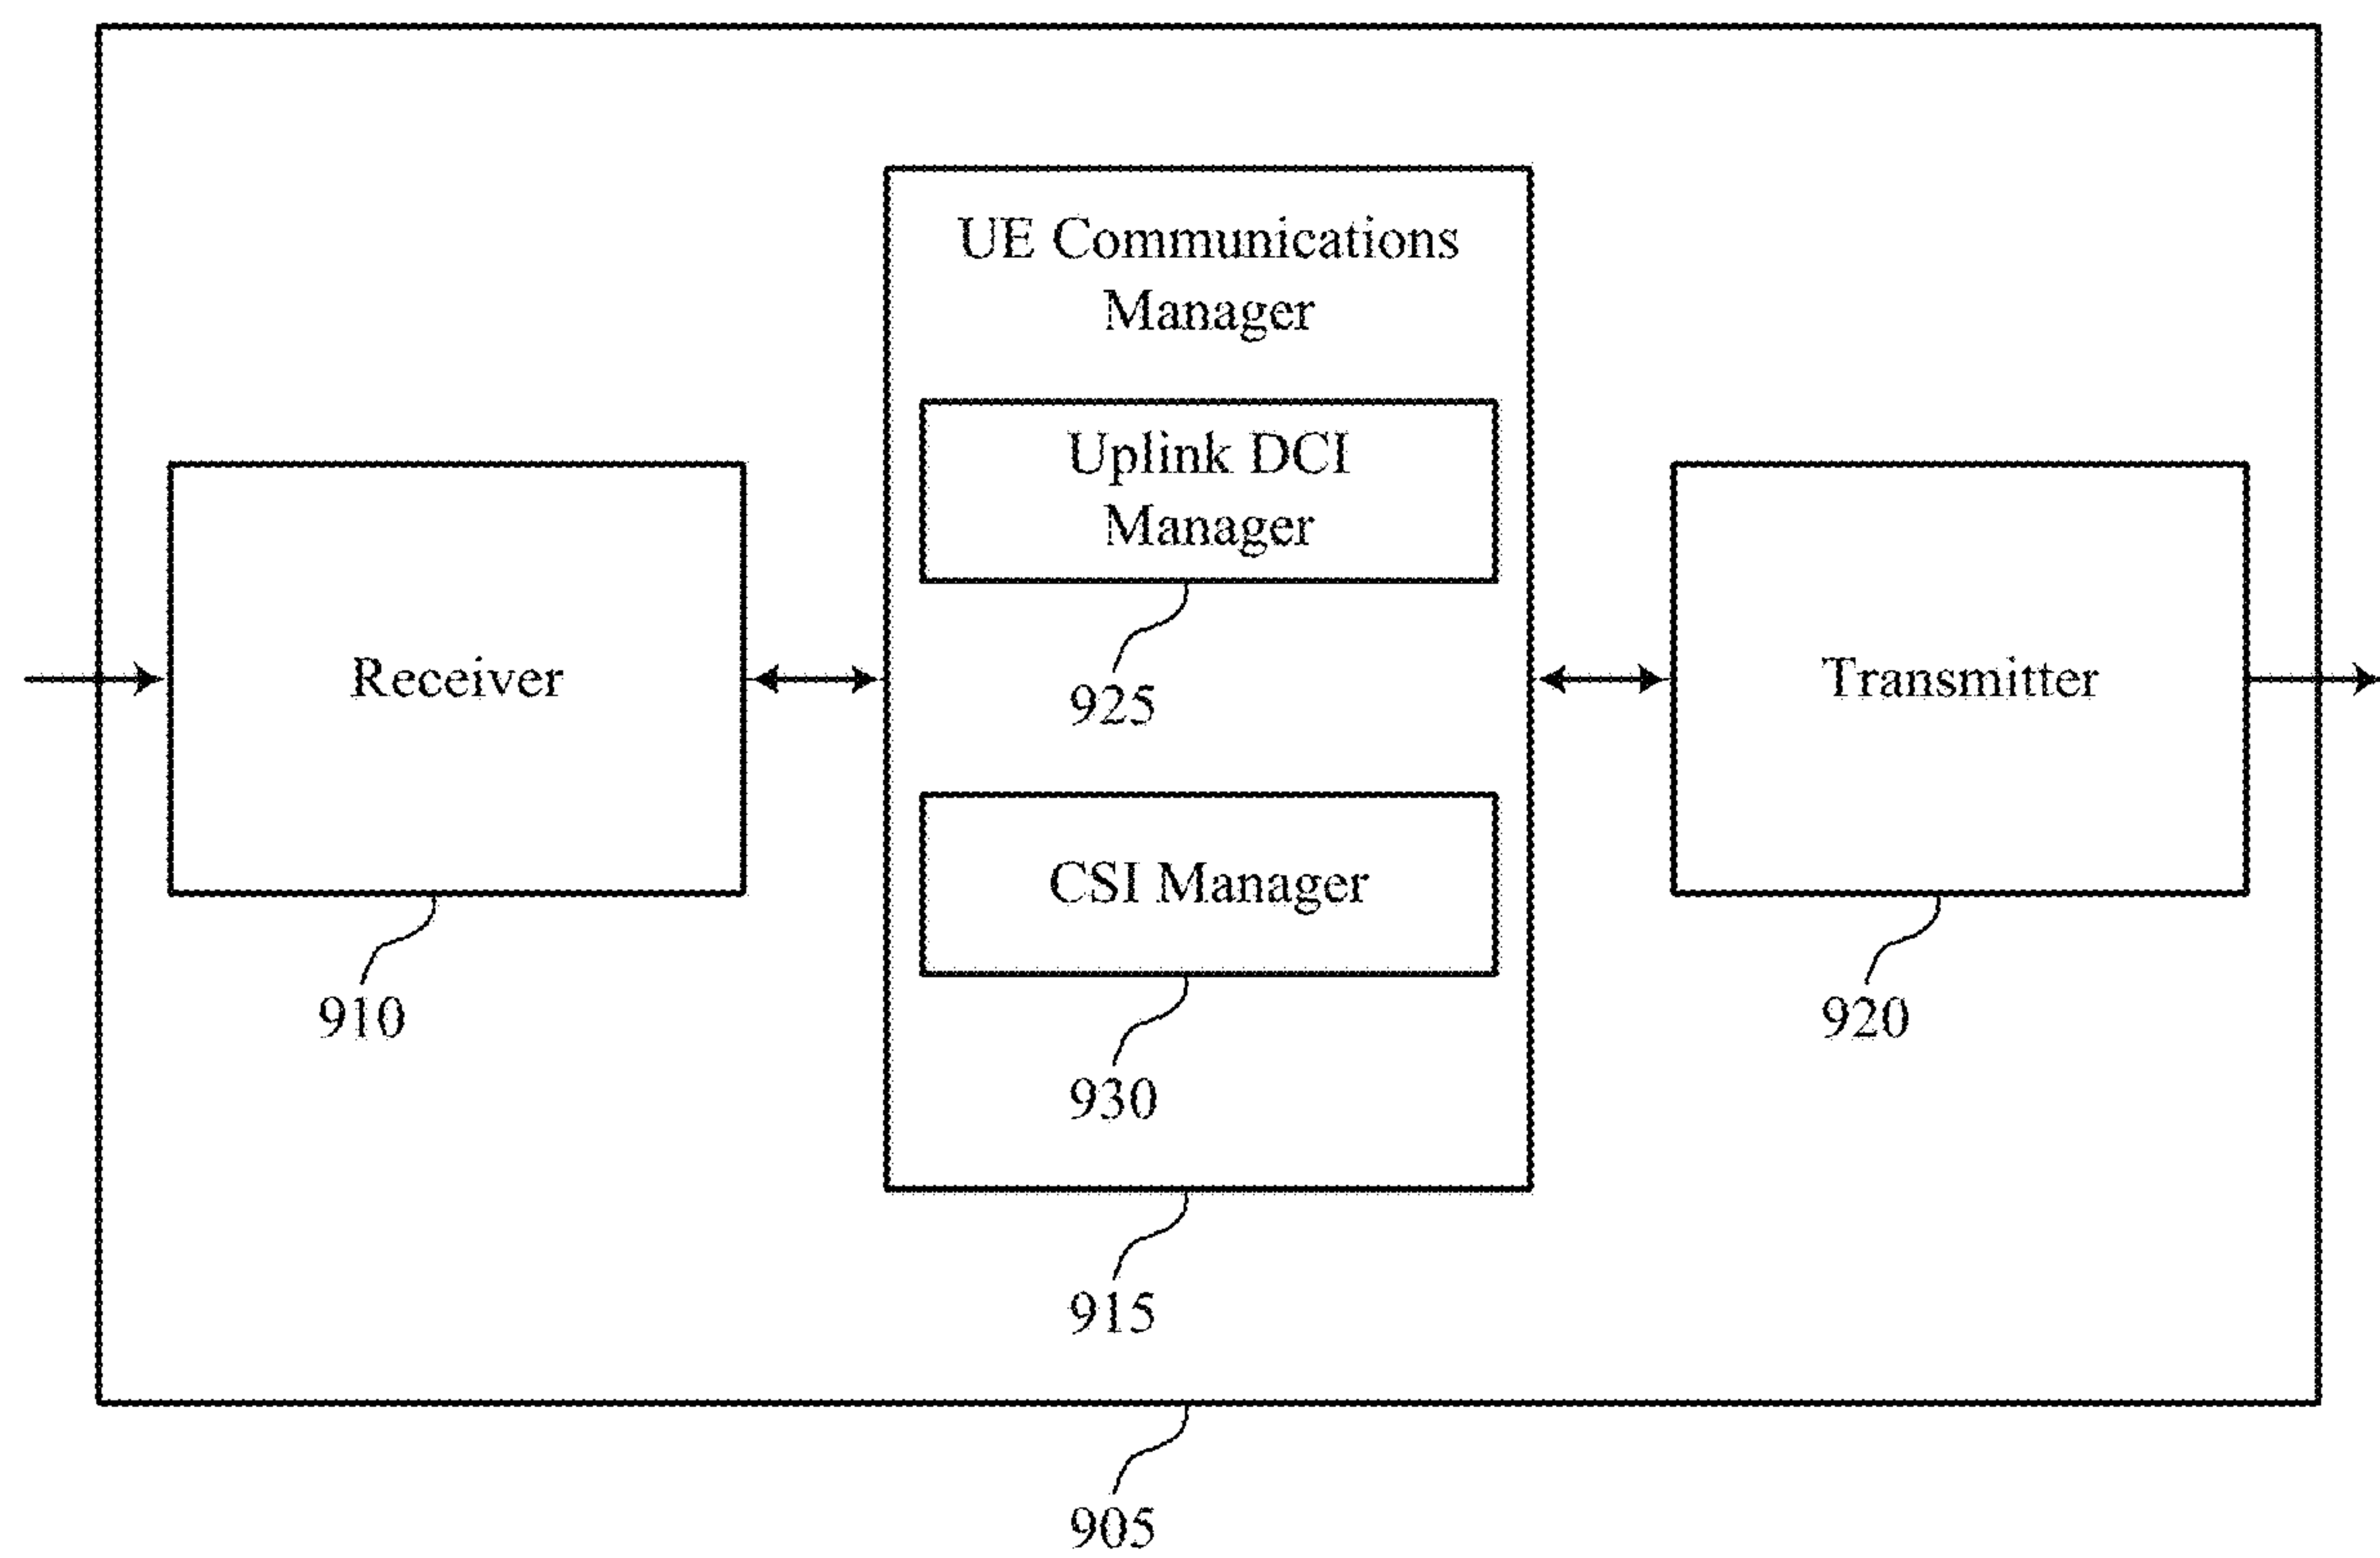 UE Communications
Manager
Uplink DCI
Manager
925
Receiver
Transmitter
CSI Manager
910
930
920
915
905